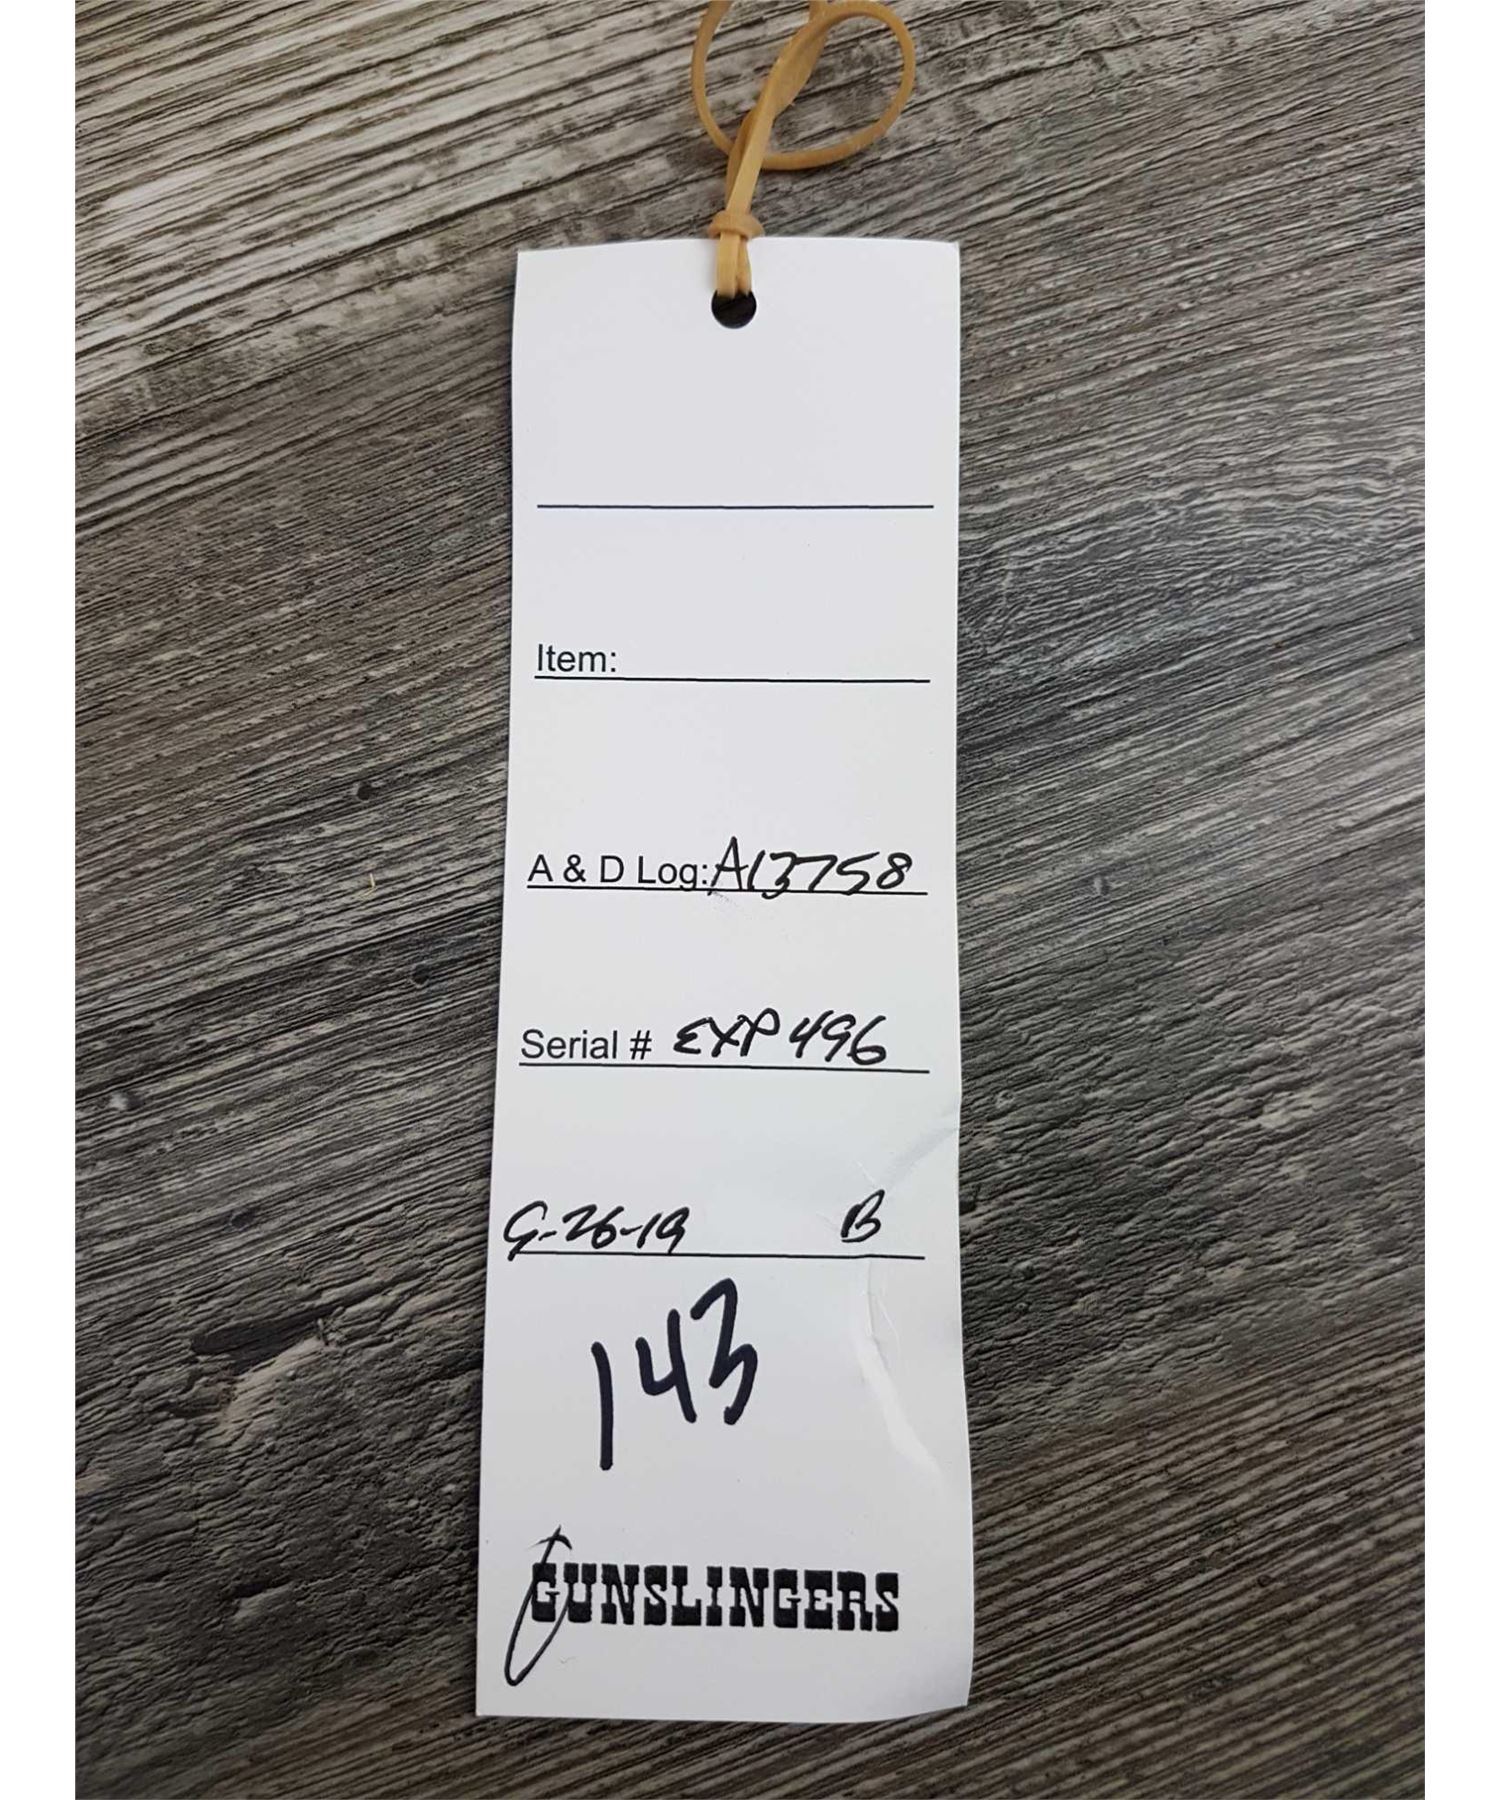 Item:
A & D Log: A13758
Serial # EXP496
9-26-19 B
143
GUNSLINGERS